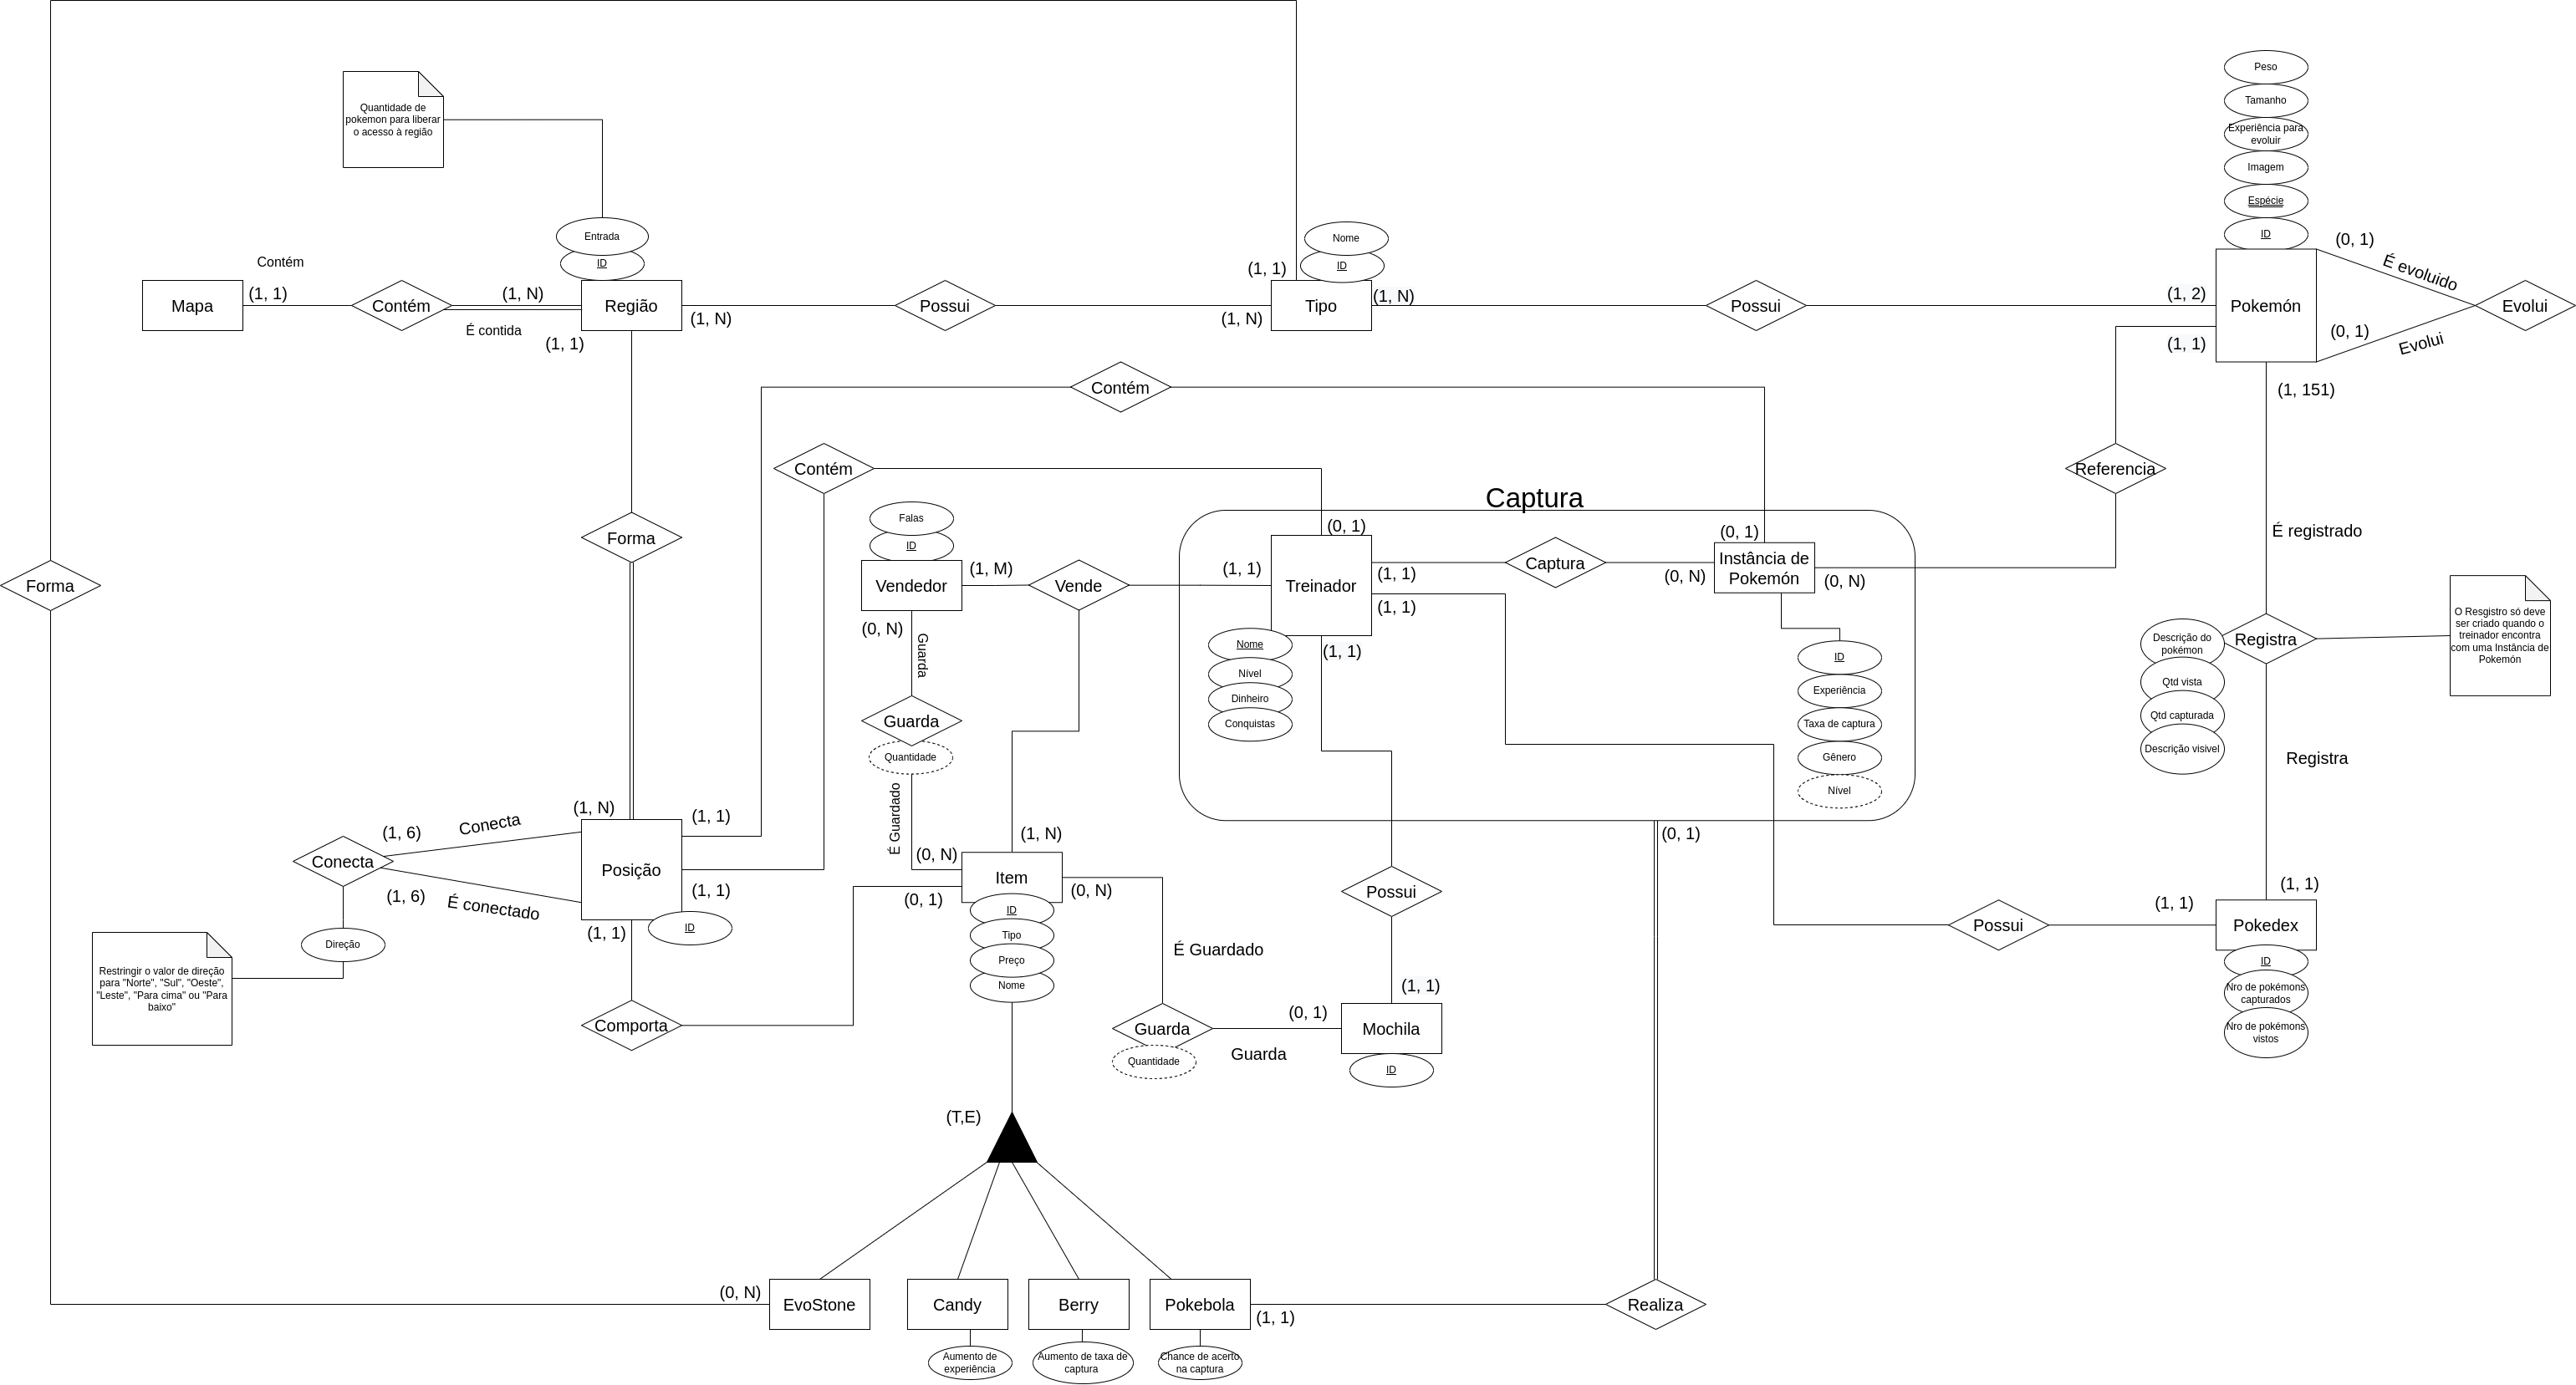 Peso
Tamanho
Experiência para
evoluir
Imagem
Espécie
ID
Quantidade de
pokemon para liberar
o acesso à região
Entrada
ID
Nome
ID
Contém
Mapa
(1, 1)
Contém
(1, N)
É contida
Região
(1, 1)
(1, N)
Possui
(1, 1)
(1, N)
Tipo
(1, N)
Possui
(1, 2)
(1, 1)
Pokemón
(0, 1)
É evoluido
(0, 1)
Evolui
Evolui
(1, 151)
Contém
Contém
Referencia
Captura
Falas
ID
Forma
Forma
Vendedor
(1, M)
Vende
(1, 1)
(0, 1)
Treinador
(1, 1)
(1, 1)
(1, 1)
Captura
(0, N)
(0, 1)
Instância de
Pokemón
(0, N)
É registrado
O Resgistro só deve
ser criado quando o
treinador encontra
com uma Instância de
Pokemón
Registra
Descrição do
pokémon
Qtd vista
Qtd capturada
Descrição visivel
Registra
(0, N)
Guarda
Guarda
Quantidade
É Guardado
Nome
Nível
Dinheiro
Conquistas
ID
Experiência
Taxa de captura
Gênero
Nível
(1, N)
(1, 1)
(1, 6)
Conecta
Conecta
(1, 6)
É conectado
Posição
(1, 1)
(1, 1)
ID
Direção
Restringir o valor de direção
para "Norte", "Sul", "Oeste",
"Leste", "Para cima" ou "Para
baixo"
Comporta
(1, N)
(0, N)
(0, 1)
Item
(0, N)
ID
Tipo
Preço
Nome
É Guardado
Guarda
Quantidade
Guarda
(0, 1)
Possui
(1, 1)
Mochila
ID
(0, 1)
Possui
(1, 1)
(1, 1)
Pokedex
ID
Nro de pokémons
capturados
Nro de pokémons
vistos
(T,E)
(0, N)
EvoStone
Candy
Berry
Pokebola
(1, 1)
Realiza
Aumento de
experiência
Aumento de taxa de
captura
Chance de acerto
na captura